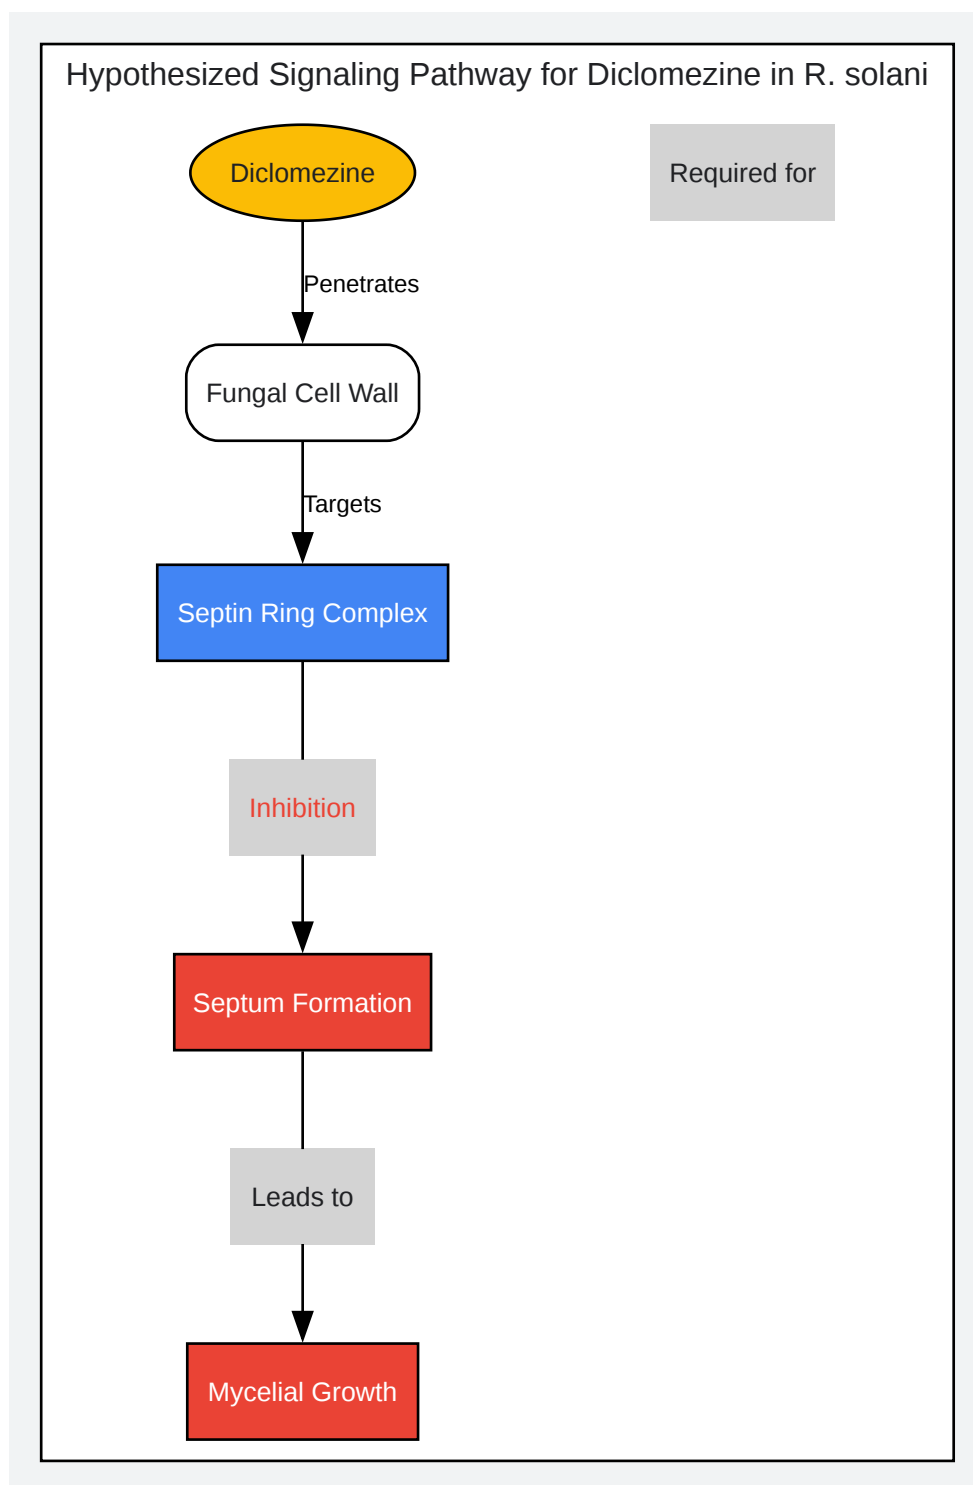 Hypothesized Signaling Pathway for Diclomezine in R. solani
Diclomezine
Required for
Penetrates
Fungal Cell Wall
Targets
Septin Ring Complex
Inhibition
Septum Formation
Leads to
Mycelial Growth